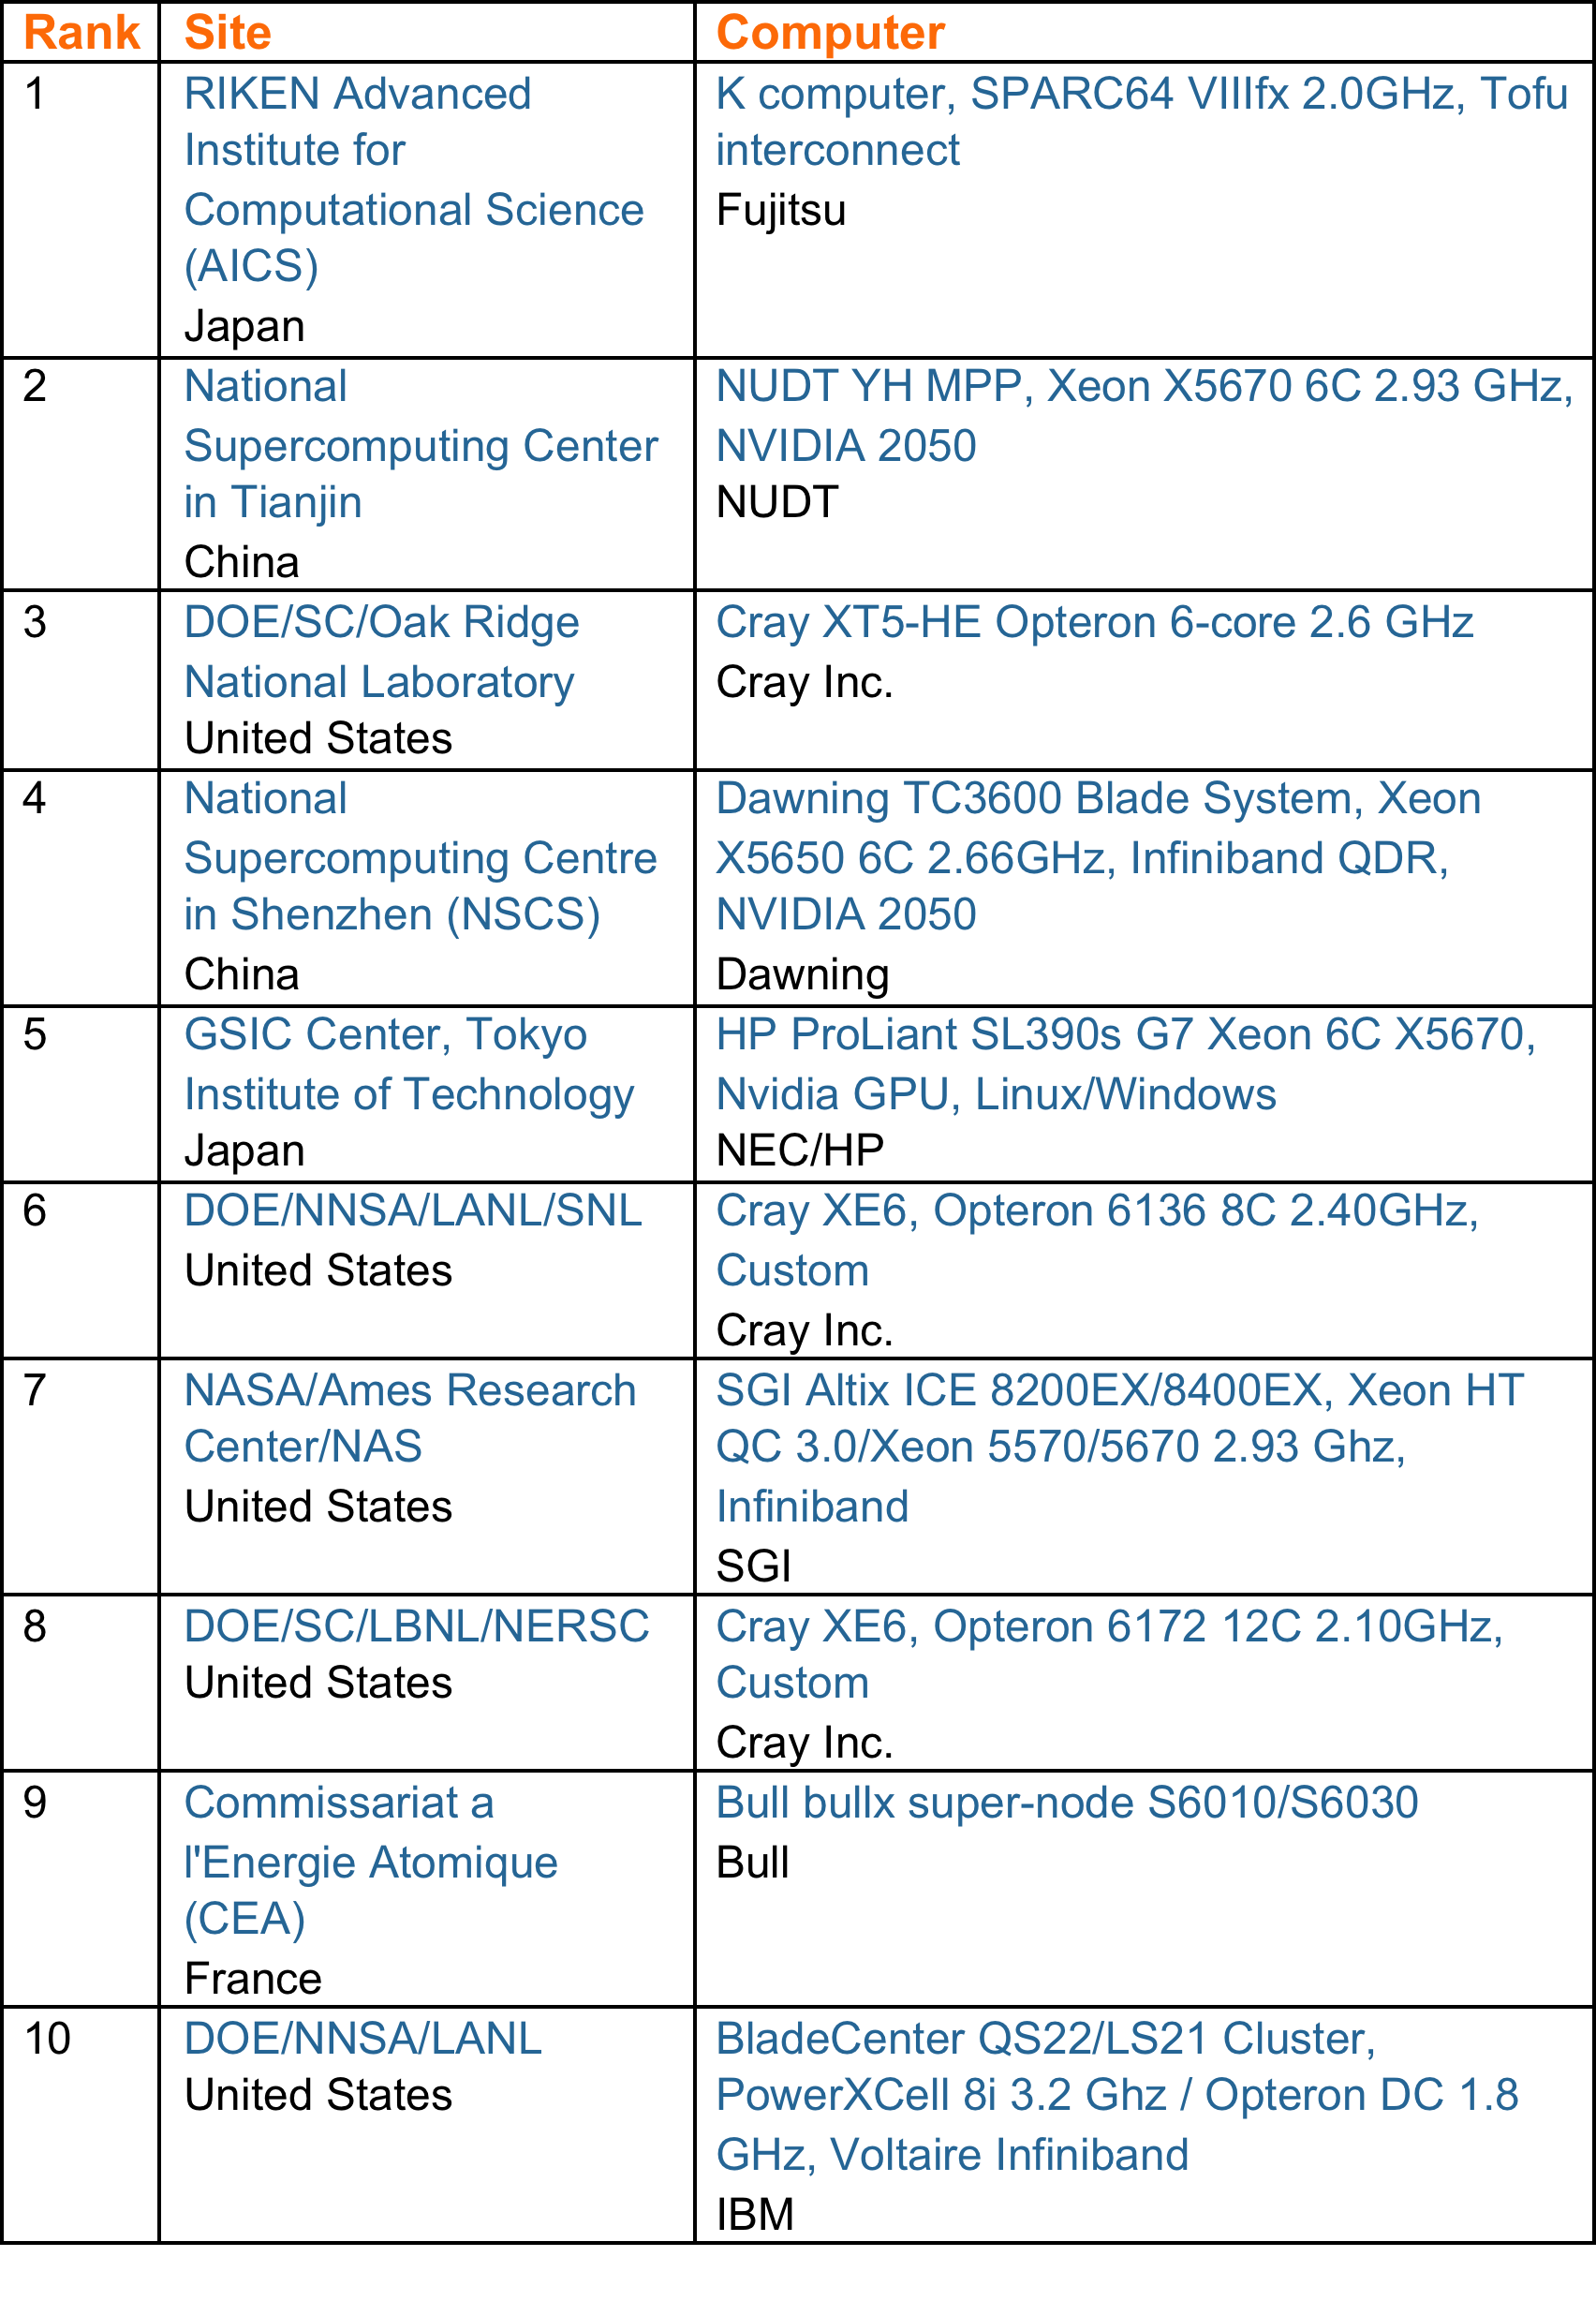 Rank Site Computer
1 RIKEN Advanced Institute for Computational Science (AICS) Japan K computer, SPARC64 VIIIfx 2.0GHz, Tofu interconnect Fujitsu
2 National Supercomputing Center in Tianjin China NUDT YH MPP, Xeon X5670 6C 2.93 GHz, NVIDIA 2050 NUDT
3 DOE/SC/Oak Ridge National Laboratory United States Cray XT5-HE Opteron 6-core 2.6 GHz Cray Inc.
4 National Supercomputing Centre in Shenzhen (NSCS) China Dawning TC3600 Blade System, Xeon X5650 6C 2.66GHz, Infiniband QDR, NVIDIA 2050 Dawning
5 GSIC Center, Tokyo Institute of Technology Japan HP ProLiant SL390s G7 Xeon 6C X5670, Nvidia GPU, Linux/Windows NEC/HP
6 DOE/NNSA/LANL/SNL United States Cray XE6, Opteron 6136 8C 2.40GHz, Custom Cray Inc.
7 NASA/Ames Research Center/NAS United States SGI Altix ICE 8200EX/8400EX, Xeon HT QC 3.0/Xeon 5570/5670 2.93 Ghz, Infiniband SGI
8 DOE/SC/LBNL/NERSC United States Cray XE6, Opteron 6172 12C 2.10GHz, Custom Cray Inc.
9 Commissariat a l'Energie Atomique (CEA) France Bull bullx super-node S6010/S6030 Bull
10 DOE/NNSA/LANL United States BladeCenter QS22/LS21 Cluster, PowerXCell 8i 3.2 Ghz / Opteron DC 1.8 GHz, Voltaire Infiniband IBM